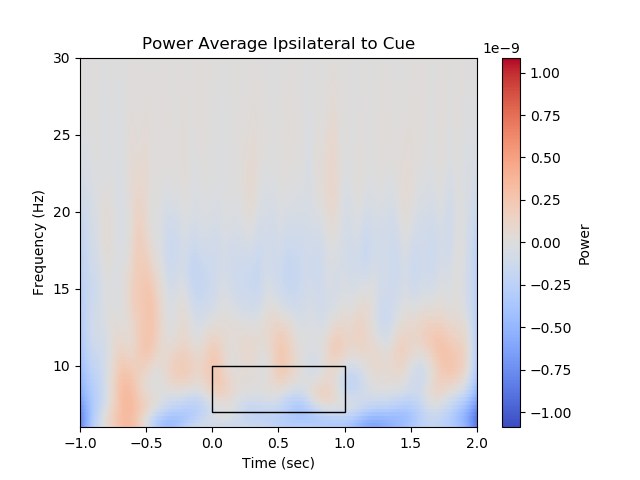 Power Average Ipsilateral to Cue
1e−9
30
25
20
15
10
Frequency (Hz)
−1.0 −0.5 0.0 0.5 1.0 1.5 2.0
Time (sec)
1.00
0.75
0.50
0.25
0.00
−0.25
−0.50
−0.75
−1.00
Power